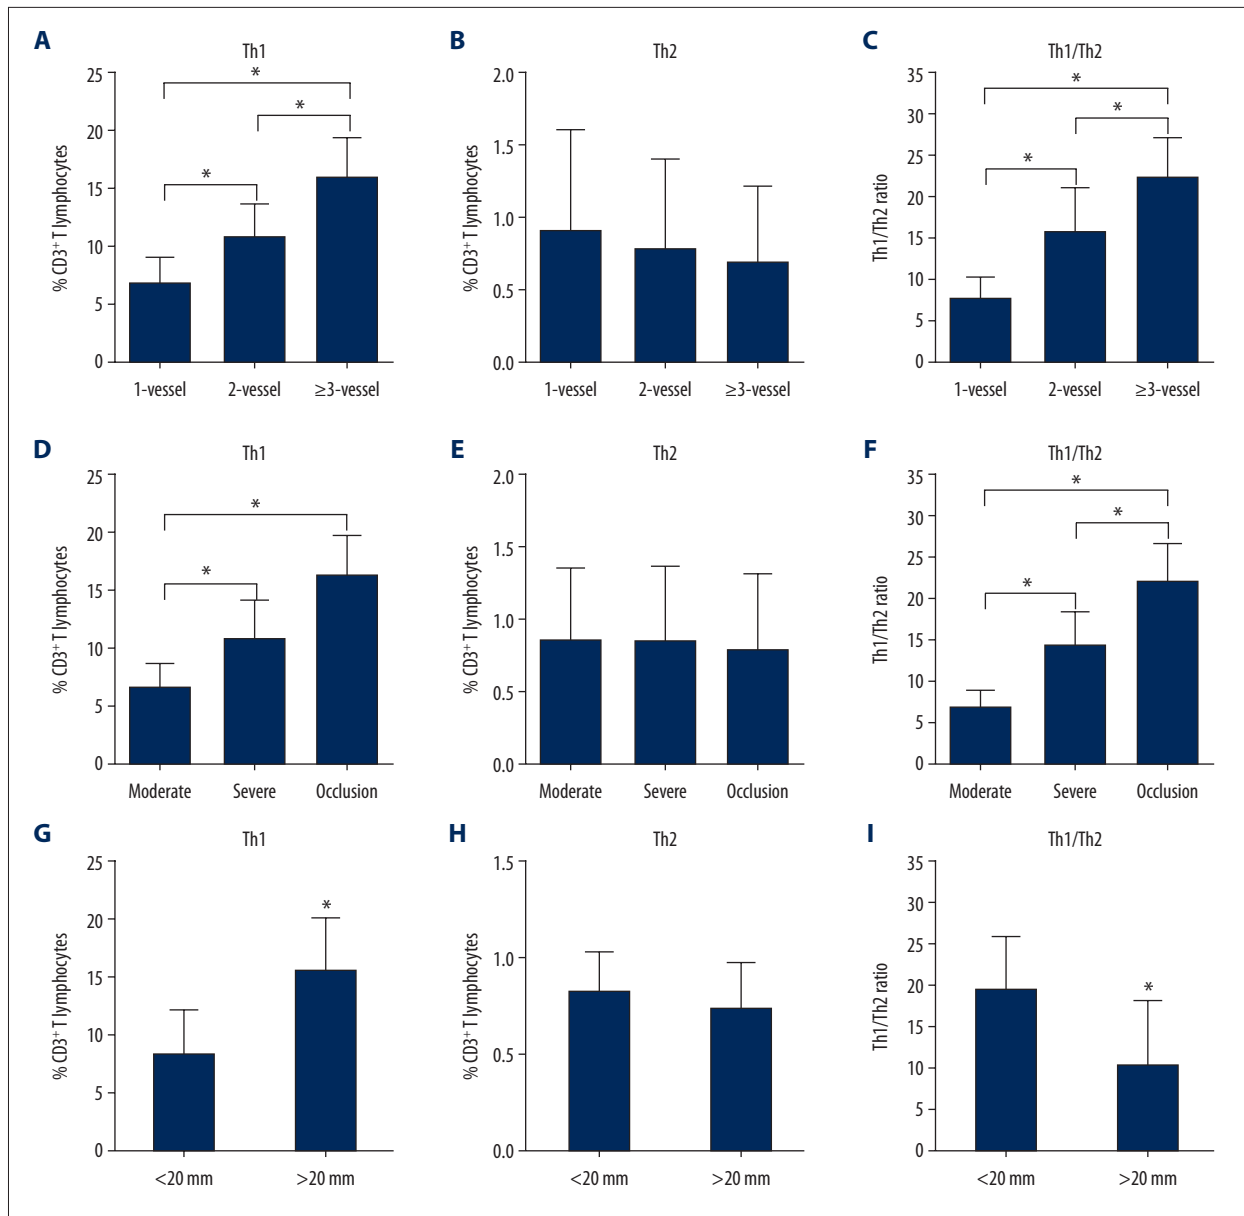 A
Th1
% CD3⁺ T lymphocytes
25
20
15
10
5
0
*
*
*
1-vessel 2-vessel ≥3-vessel
B
Th2
% CD3⁺ T lymphocytes
2.0
1.5
1.0
0.5
0.0
1-vessel 2-vessel ≥3-vessel
C
Th1/Th2
Th1/Th2 ratio
35
30
25
20
15
10
5
0
*
*
*
1-vessel 2-vessel ≥3-vessel
D
Th1
% CD3⁺ T lymphocytes
25
20
15
10
5
0
*
*
Moderate Severe Occlusion
E
Th2
% CD3⁺ T lymphocytes
2.0
1.5
1.0
0.5
0.0
Moderate Severe Occlusion
F
Th1/Th2
Th1/Th2 ratio
35
30
25
20
15
10
5
0
*
*
*
Moderate Severe Occlusion
G
Th1
% CD3⁺ T lymphocytes
25
20
15
10
5
0
*
<20 mm >20 mm
H
Th2
% CD3⁺ T lymphocytes
1.5
1.0
0.5
0.0
<20 mm >20 mm
I
Th1/Th2
Th1/Th2 ratio
35
30
25
20
15
10
5
0
*
<20 mm >20 mm